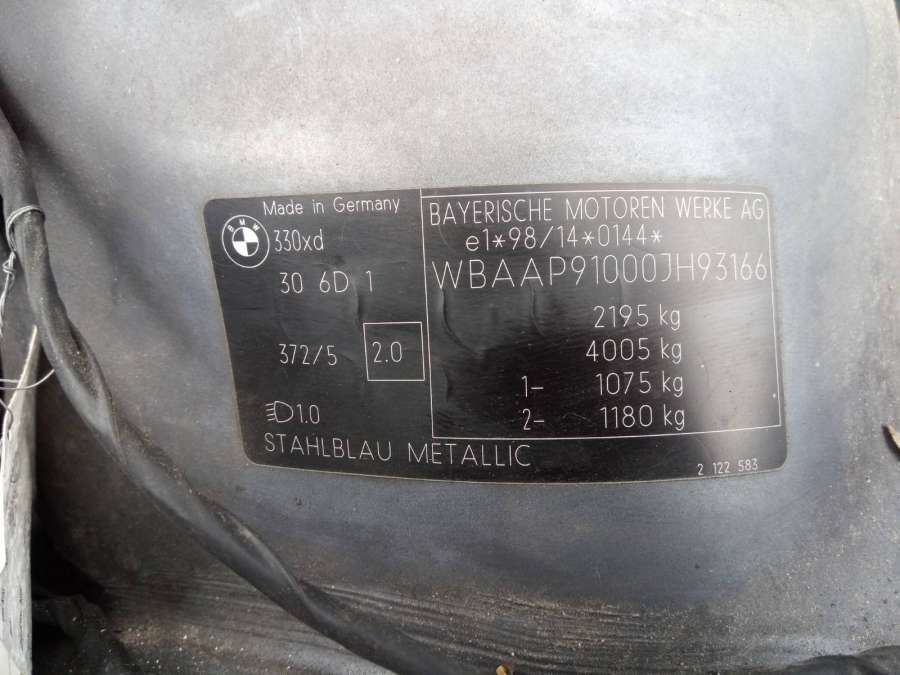 Made in Germany
BMW
330xd
30 6D 1
372/5
2.0
1.0
STAHLBLAU METALLIC
BAYERISCHE MOTOREN WERKE AG
e1*98/14*0144*
WBAAP91000JH93166
2195 kg
4005 kg
1- 1075 kg
2- 1180 kg
2 122 583